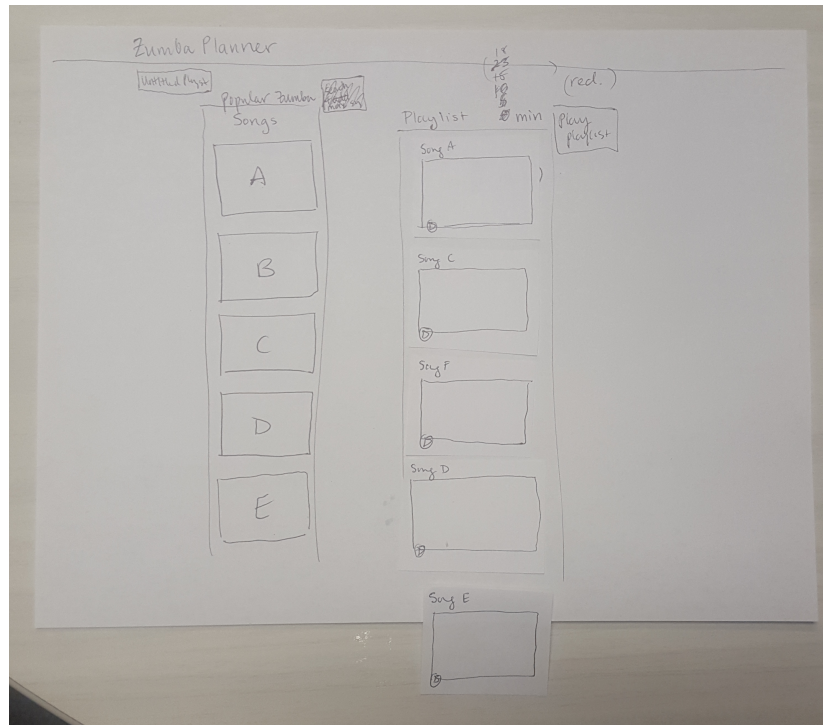 Zumba Planner
Untitled Playlist
Popular Zumba
Songs
A
B
C
D
E
Playlist
min
(red.)
Play
playlist
Song A
Song C
Song P
Song D
Song E